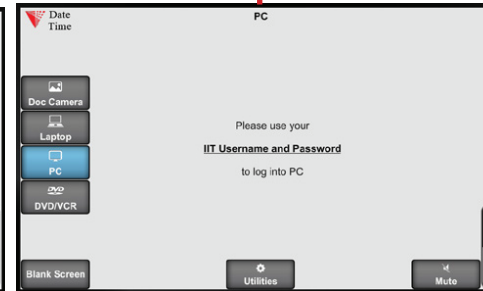 Date
Time
PC
Doc Camera
Laptop
PC
DVD
DVD/VCR
Please use your
IIT Username and Password
to log into PC
Blank Screen
Utilities
Mute